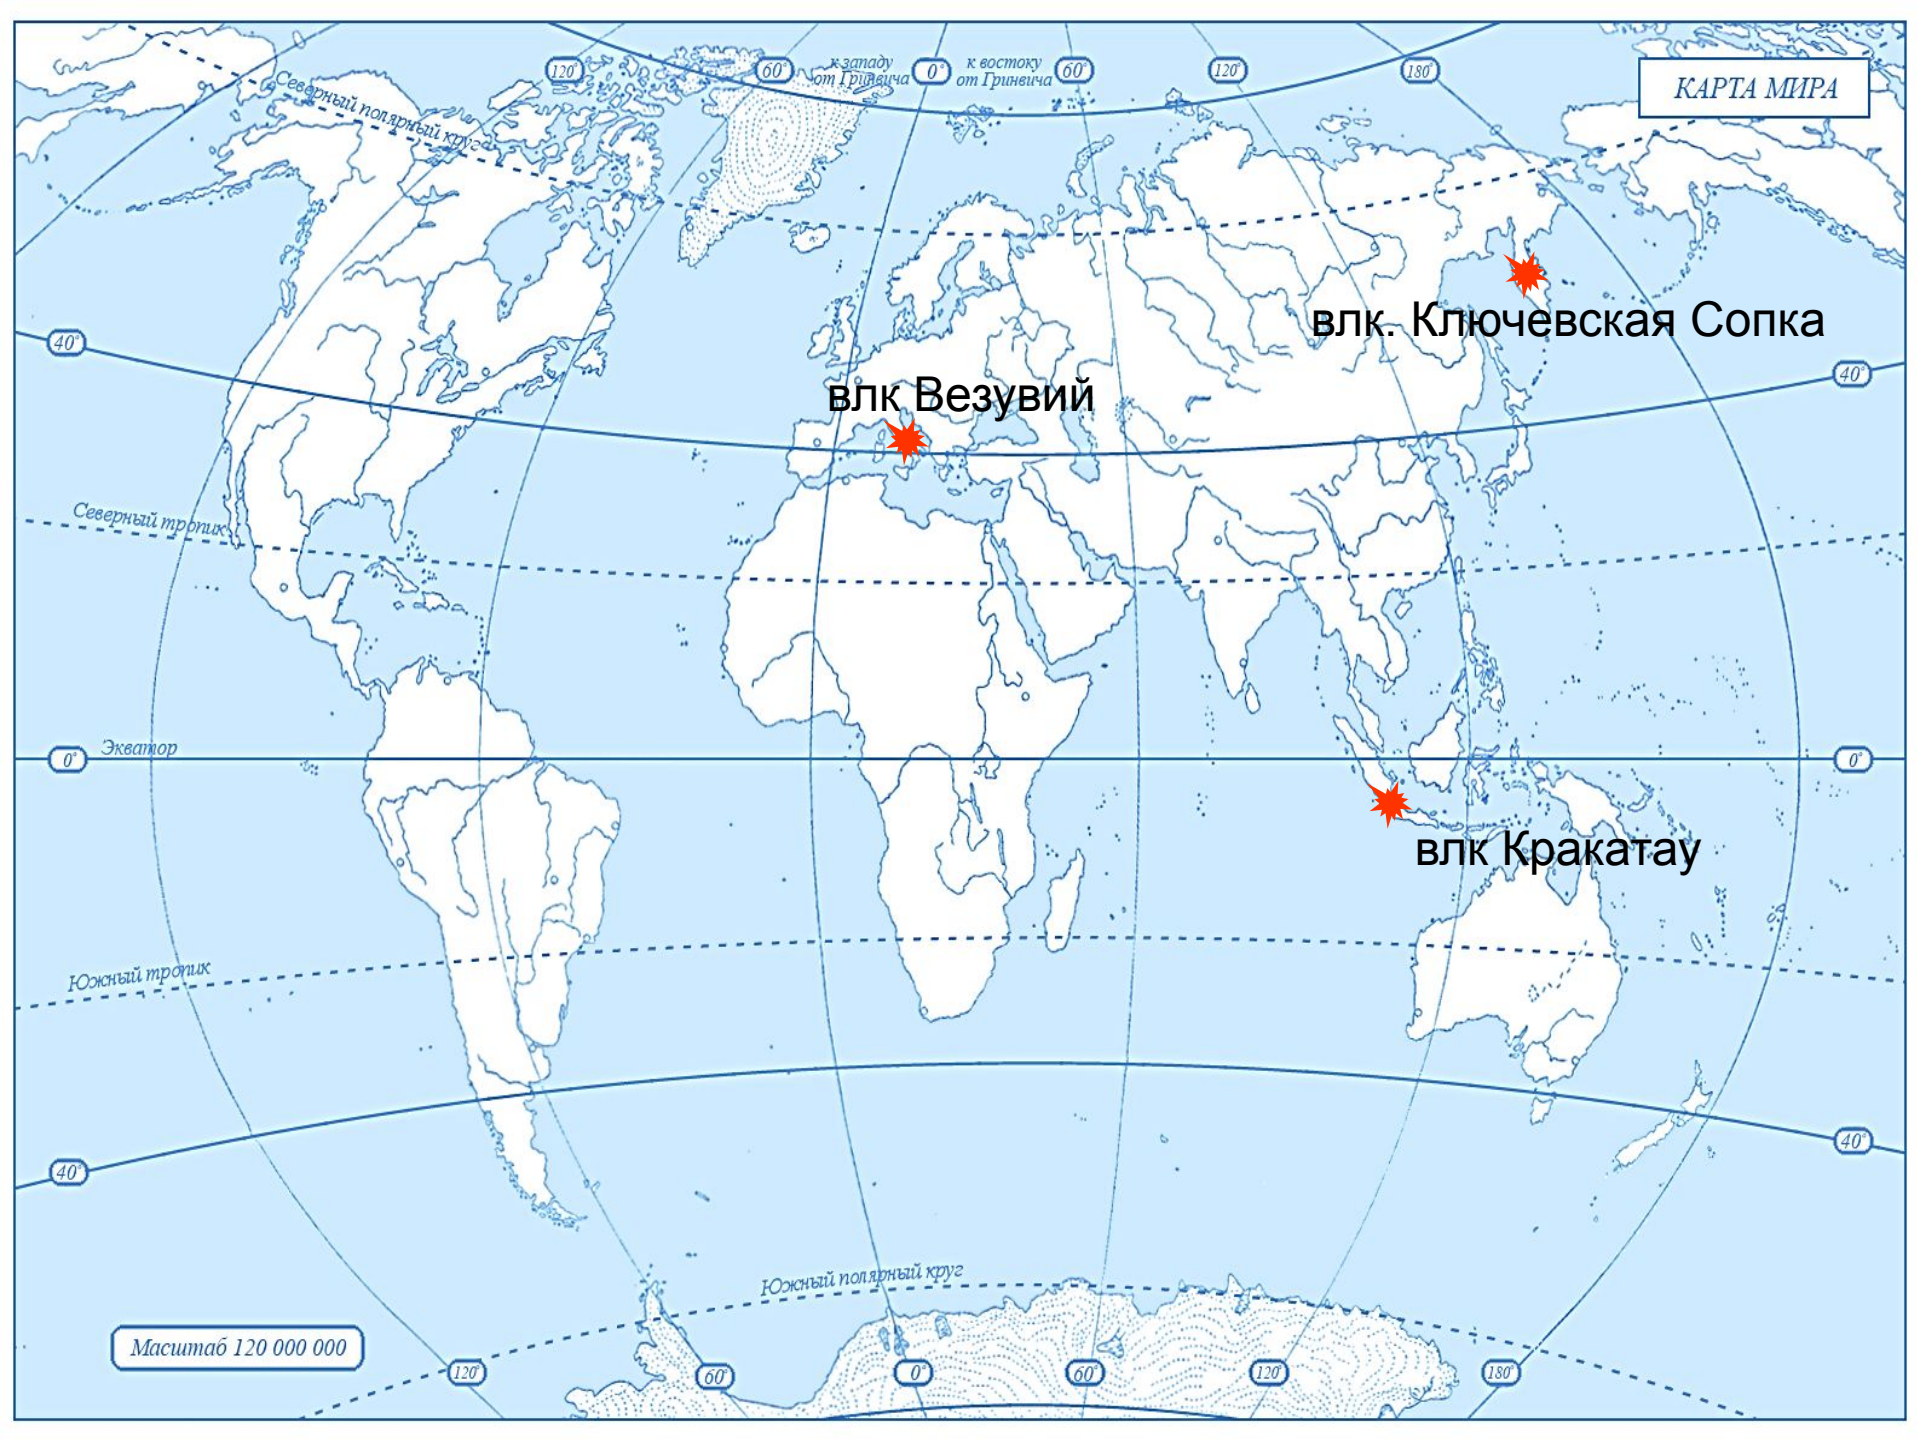 120°
60°
к западу
от Гринвича
0°
к востоку
от Гринвича
60°
120°
180°
КАРТА МИРА
Северный полярный круг
влк. Ключевская Сопка
40°
40°
влк Везувий
Северный тропик
Экватор
0°
0°
влк Кракатау
Южный тропик
40°
40°
Южный полярный круг
Масштаб 120 000 000
120°
60°
0°
60°
120°
180°